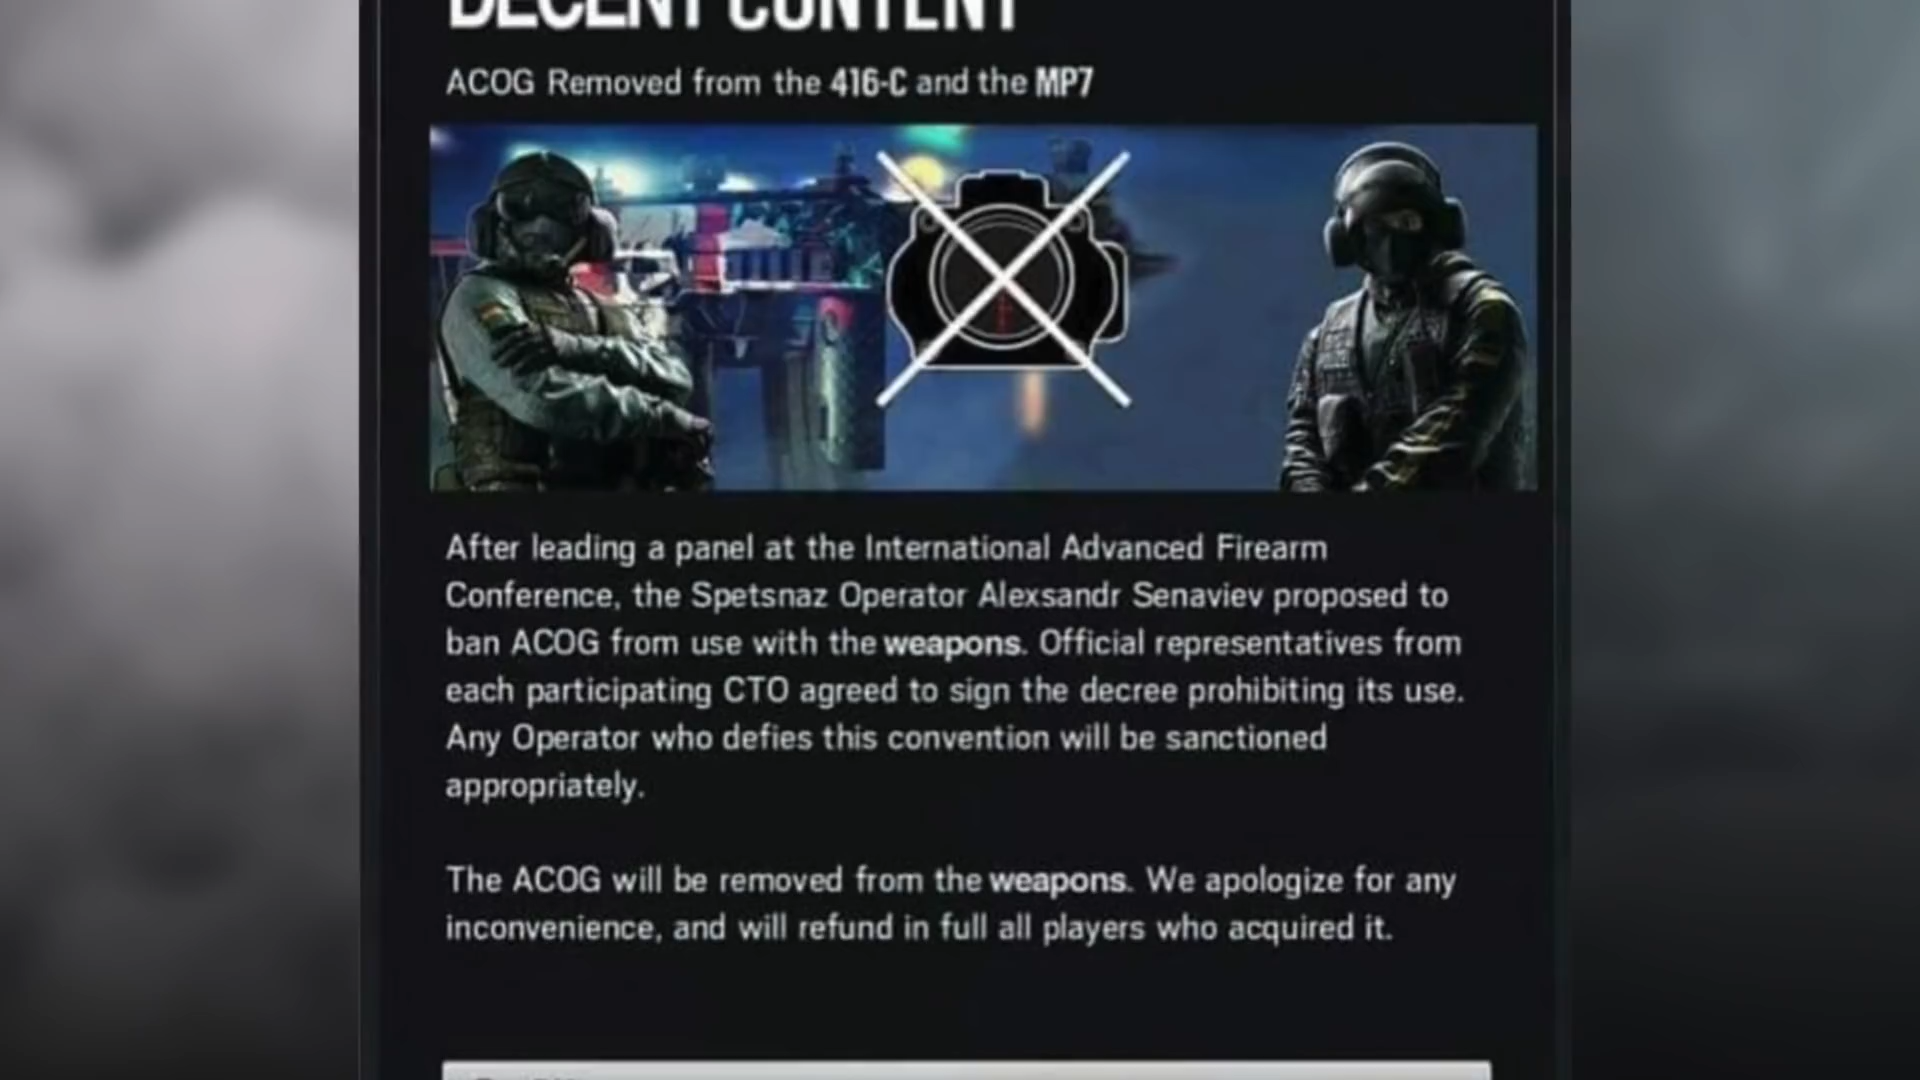 DECENT CONTENT
ACOG Removed from the 416-C and the MP7
After leading a panel at the International Advanced Firearm
Conference, the Spetsnaz Operator Alexsandr Senaviev proposed to
ban ACOG from use with the weapons. Official representatives from
each participating CTO agreed to sign the decree prohibiting its use.
Any Operator who defies this convention will be sanctioned
appropriately.
The ACOG will be removed from the weapons. We apologize for any
inconvenience, and will refund in full all players who acquired it.